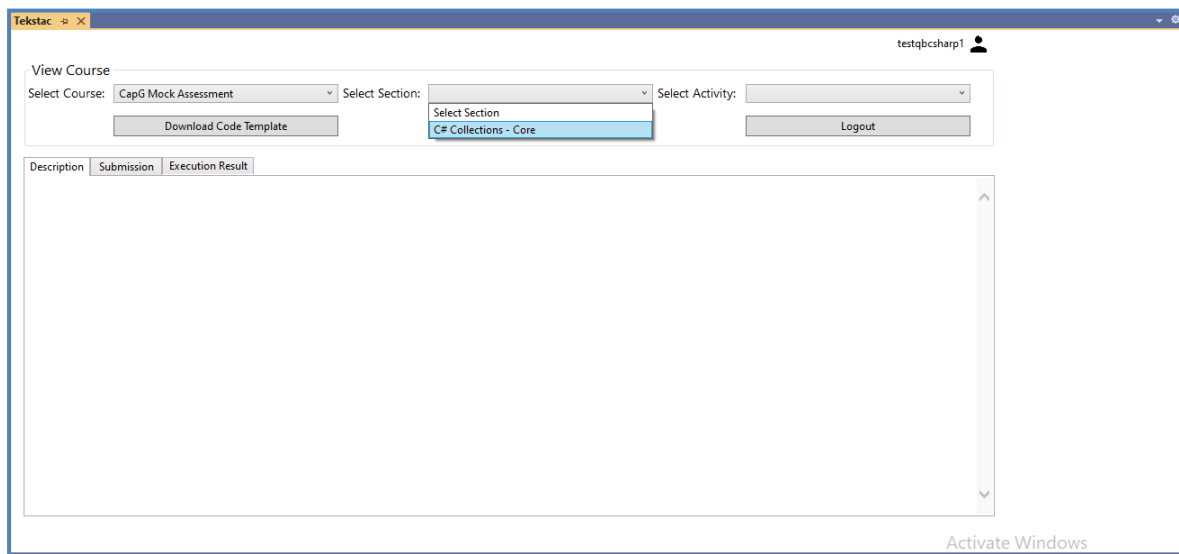 Tekstac
testqbcsharp1
View Course
Select Course: CapG Mock Assessment Select Section: Select Activity:
Select Section
Download Code Template C# Collections - Core Logout
Description Submission Execution Result
Activate Windows